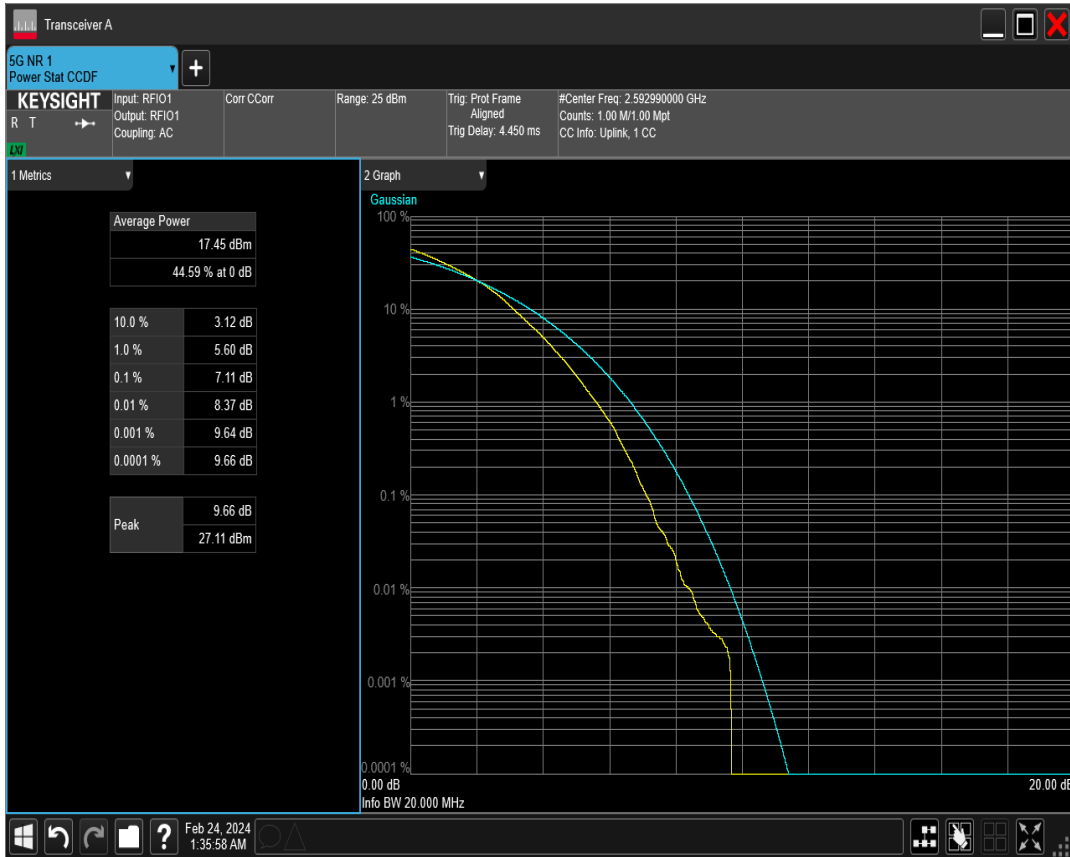 Transceiver A
5G NR 1
Power Stat CCDF
+
KEYSIGHT
R T
LXI
Input: RFIO1
Output: RFIO1
Coupling: AC
Corr CCorr
Range: 25 dBm
Trig: Prot Frame
Aligned
Trig Delay: 4.450 ms
#Center Freq: 2.592990000 GHz
Counts: 1.00 M/1.00 Mpt
CC Info: Uplink, 1 CC
1 Metrics
Average Power
17.45 dBm
44.59 % at 0 dB
10.0 % 3.12 dB
1.0 % 5.60 dB
0.1 % 7.11 dB
0.01 % 8.37 dB
0.001 % 9.64 dB
0.0001 % 9.66 dB
Peak 9.66 dB
27.11 dBm
2 Graph
Gaussian
100 %
10 %
1 %
0.1 %
0.01 %
0.001 %
0.0001 %
0.00 dB 20.00 dB
Info BW 20.000 MHz
?
Feb 24, 2024
1:35:58 AM